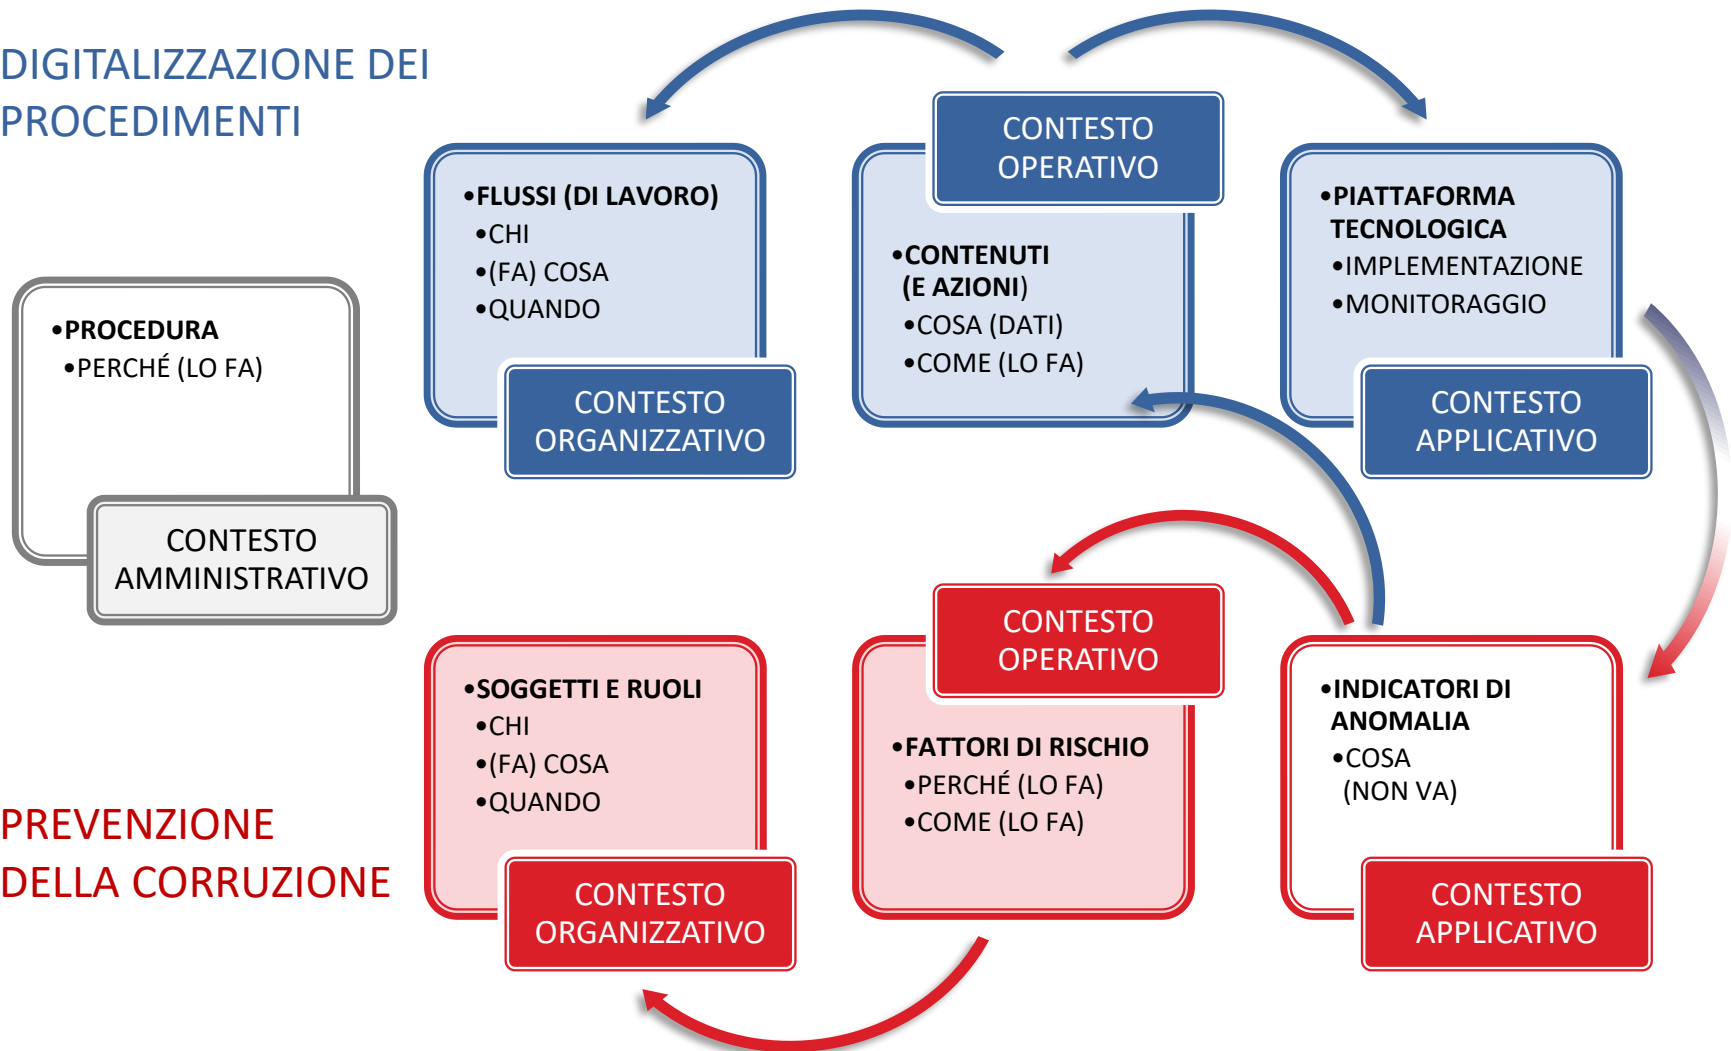 DIGITALIZZAZIONE DEI
PROCEDIMENTI
•PROCEDURA
•PERCHÉ (LO FA)
CONTESTO
AMMINISTRATIVO
•FLUSSI (DI LAVORO)
•CHI
•(FA) COSA
•QUANDO
CONTESTO
ORGANIZZATIVO
CONTESTO
OPERATIVO
•CONTENUTI
(E AZIONI)
•COSA (DATI)
•COME (LO FA)
•PIATTAFORMA
TECNOLOGICA
•IMPLEMENTAZIONE
•MONITORAGGIO
CONTESTO
APPLICATIVO
PREVENZIONE
DELLA CORRUZIONE
•SOGGETTI E RUOLI
•CHI
•(FA) COSA
•QUANDO
CONTESTO
ORGANIZZATIVO
CONTESTO
OPERATIVO
•FATTORI DI RISCHIO
•PERCHÉ (LO FA)
•COME (LO FA)
•INDICATORI DI
ANOMALIA
•COSA
(NON VA)
CONTESTO
APPLICATIVO